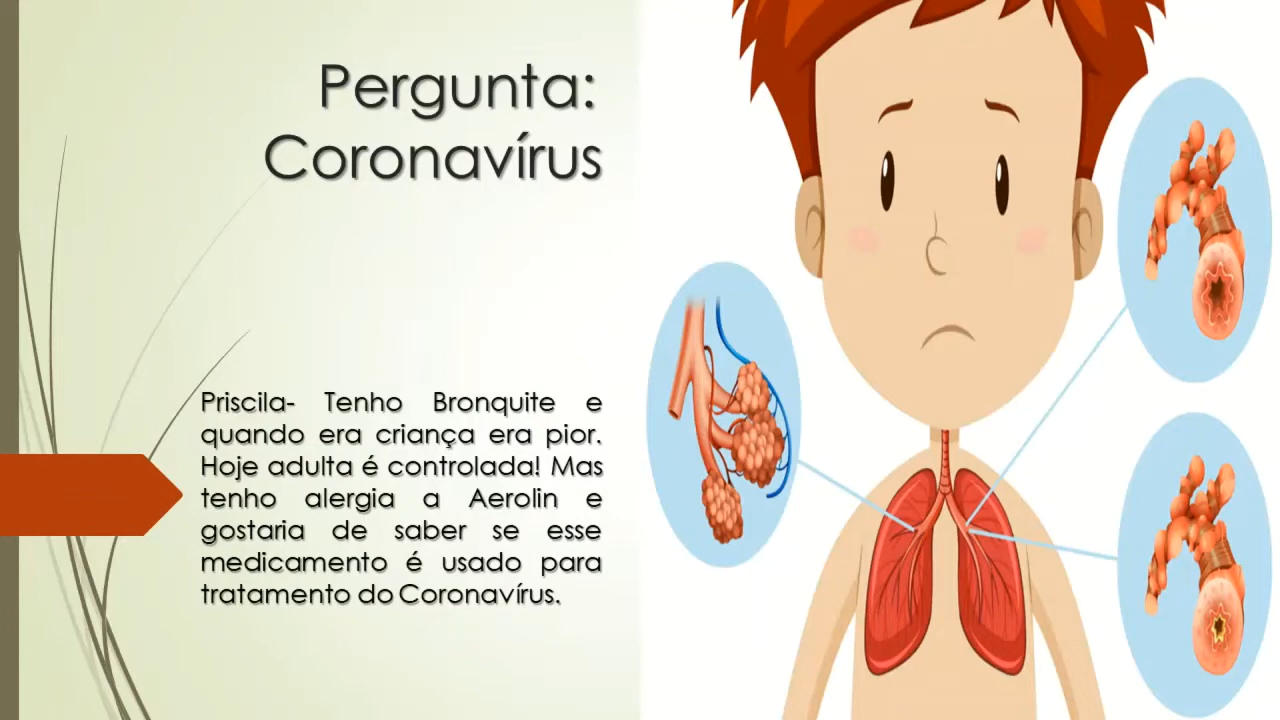 Pergunta:
Coronavírus
Priscila- Tenho Bronquite e
quando era criança era pior.
Hoje adulta é controlada! Mas
tenho alergia a Aerolin e
gostaria de saber se esse
medicamento é usado para
tratamento do Coronavírus.